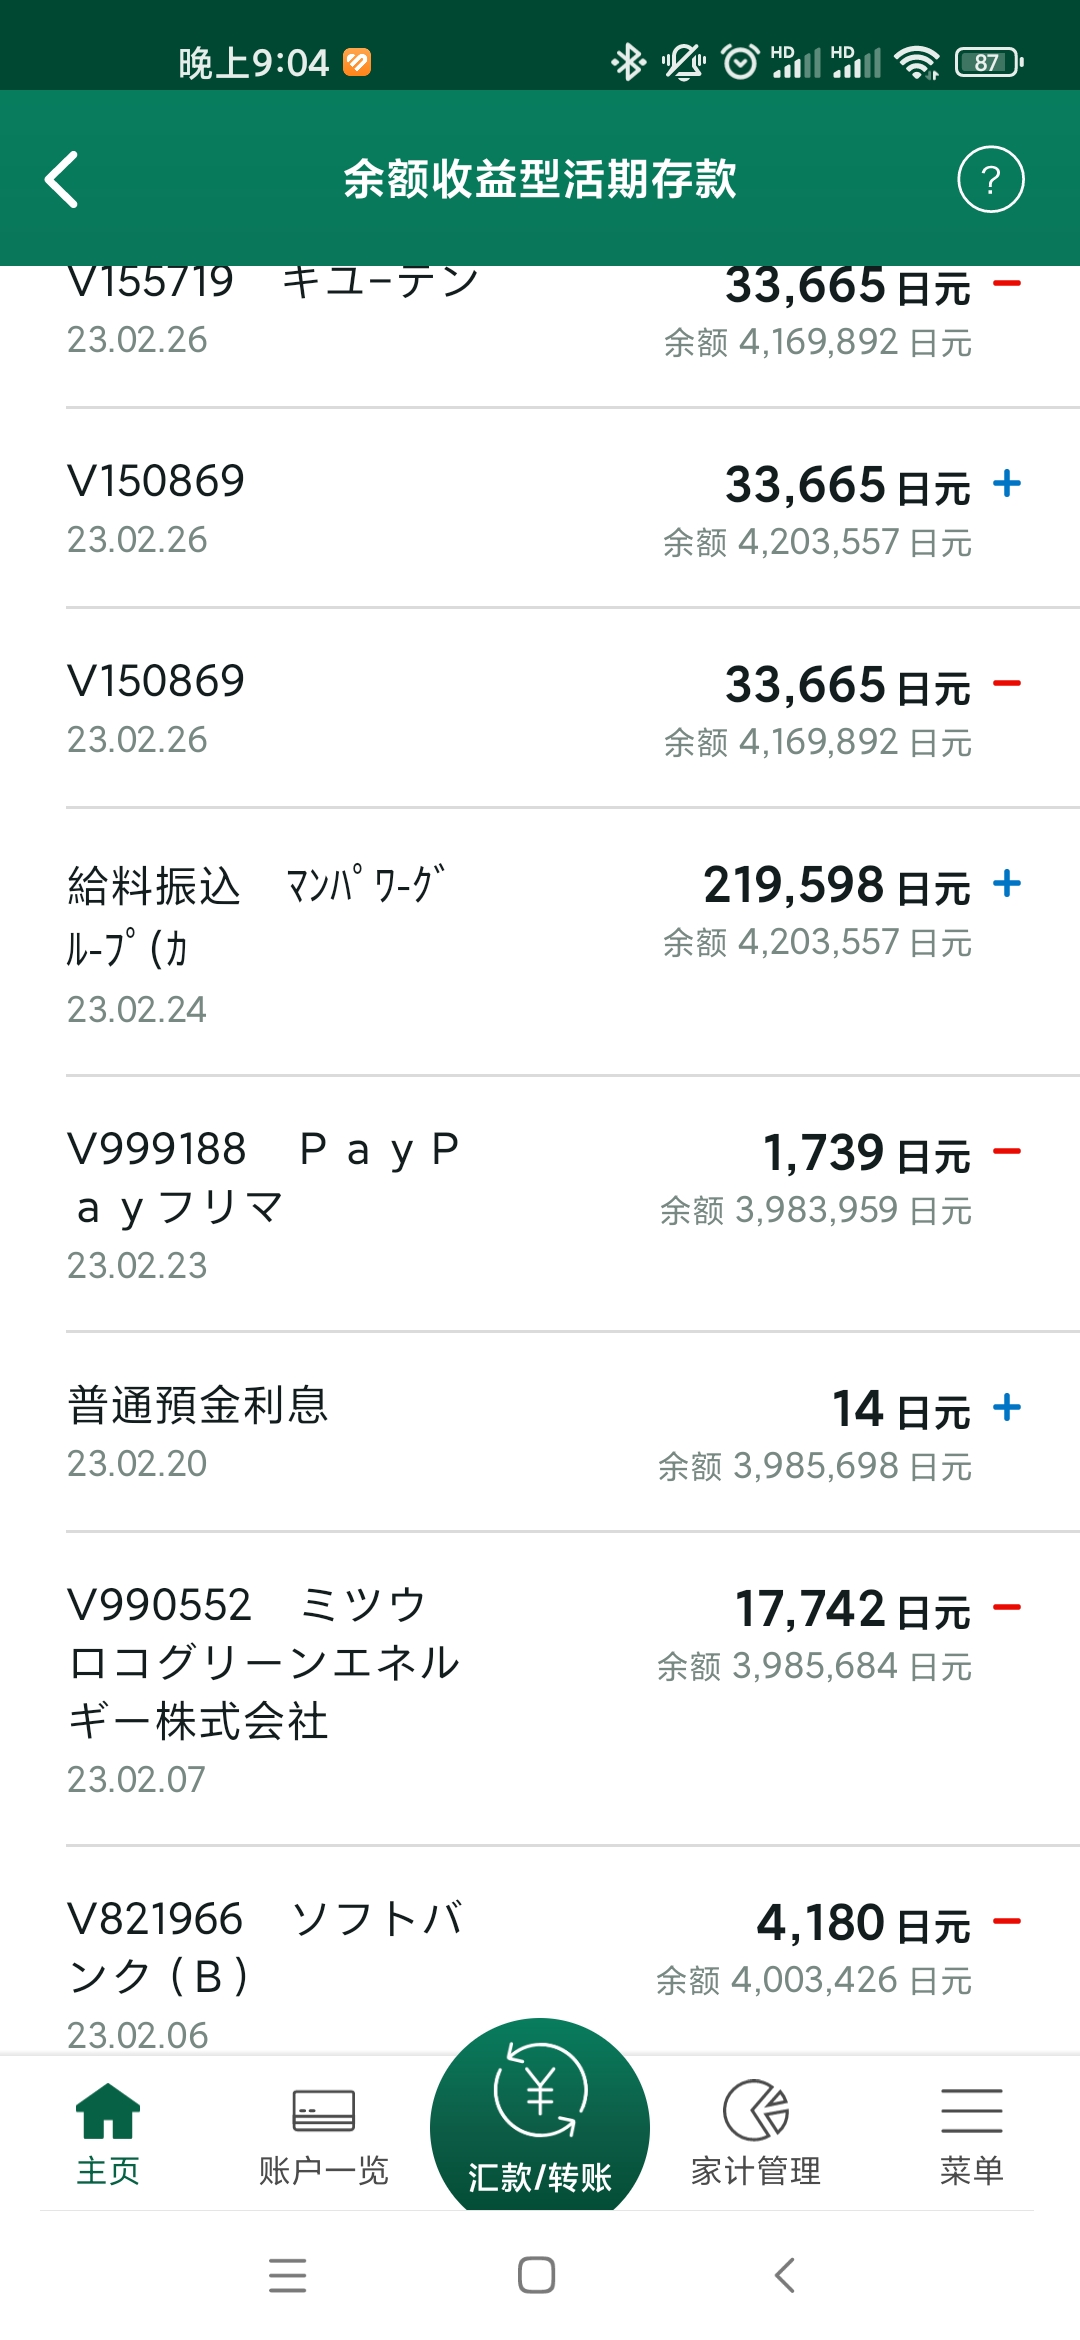 晚上9:04
HD HD 87
余额收益型活期存款
?
V155719　キユ−テン 33,665 日元 −
23.02.26 余额 4,169,892 日元
V150869 33,665 日元 +
23.02.26 余额 4,203,557 日元
V150869 33,665 日元 −
23.02.26 余额 4,169,892 日元
給料振込　ﾏﾝﾊﾟﾜ-ｸﾞ 219,598 日元 +
ﾙ-ﾌﾟ(ｶ 余额 4,203,557 日元
23.02.24
V999188　ＰａｙＰ 1,739 日元 −
ａｙフリマ 余额 3,983,959 日元
23.02.23
普通預金利息 14 日元 +
23.02.20 余额 3,985,698 日元
V990552　ミツウ 17,742 日元 −
ロコグリーンエネル 余额 3,985,684 日元
ギー株式会社
23.02.07
V821966　ソフトバ 4,180 日元 −
ンク（Ｂ） 余额 4,003,426 日元
23.02.06
主页 账户一览 汇款/转账 家计管理 菜单